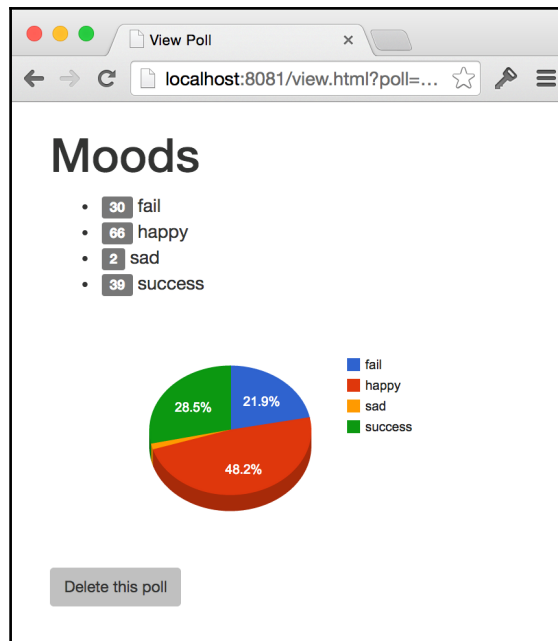 View Poll
localhost:8081/view.html?poll=...
Moods
30 fail
66 happy
2 sad
39 success
28.5%
21.9%
48.2%
fail
happy
sad
success
Delete this poll